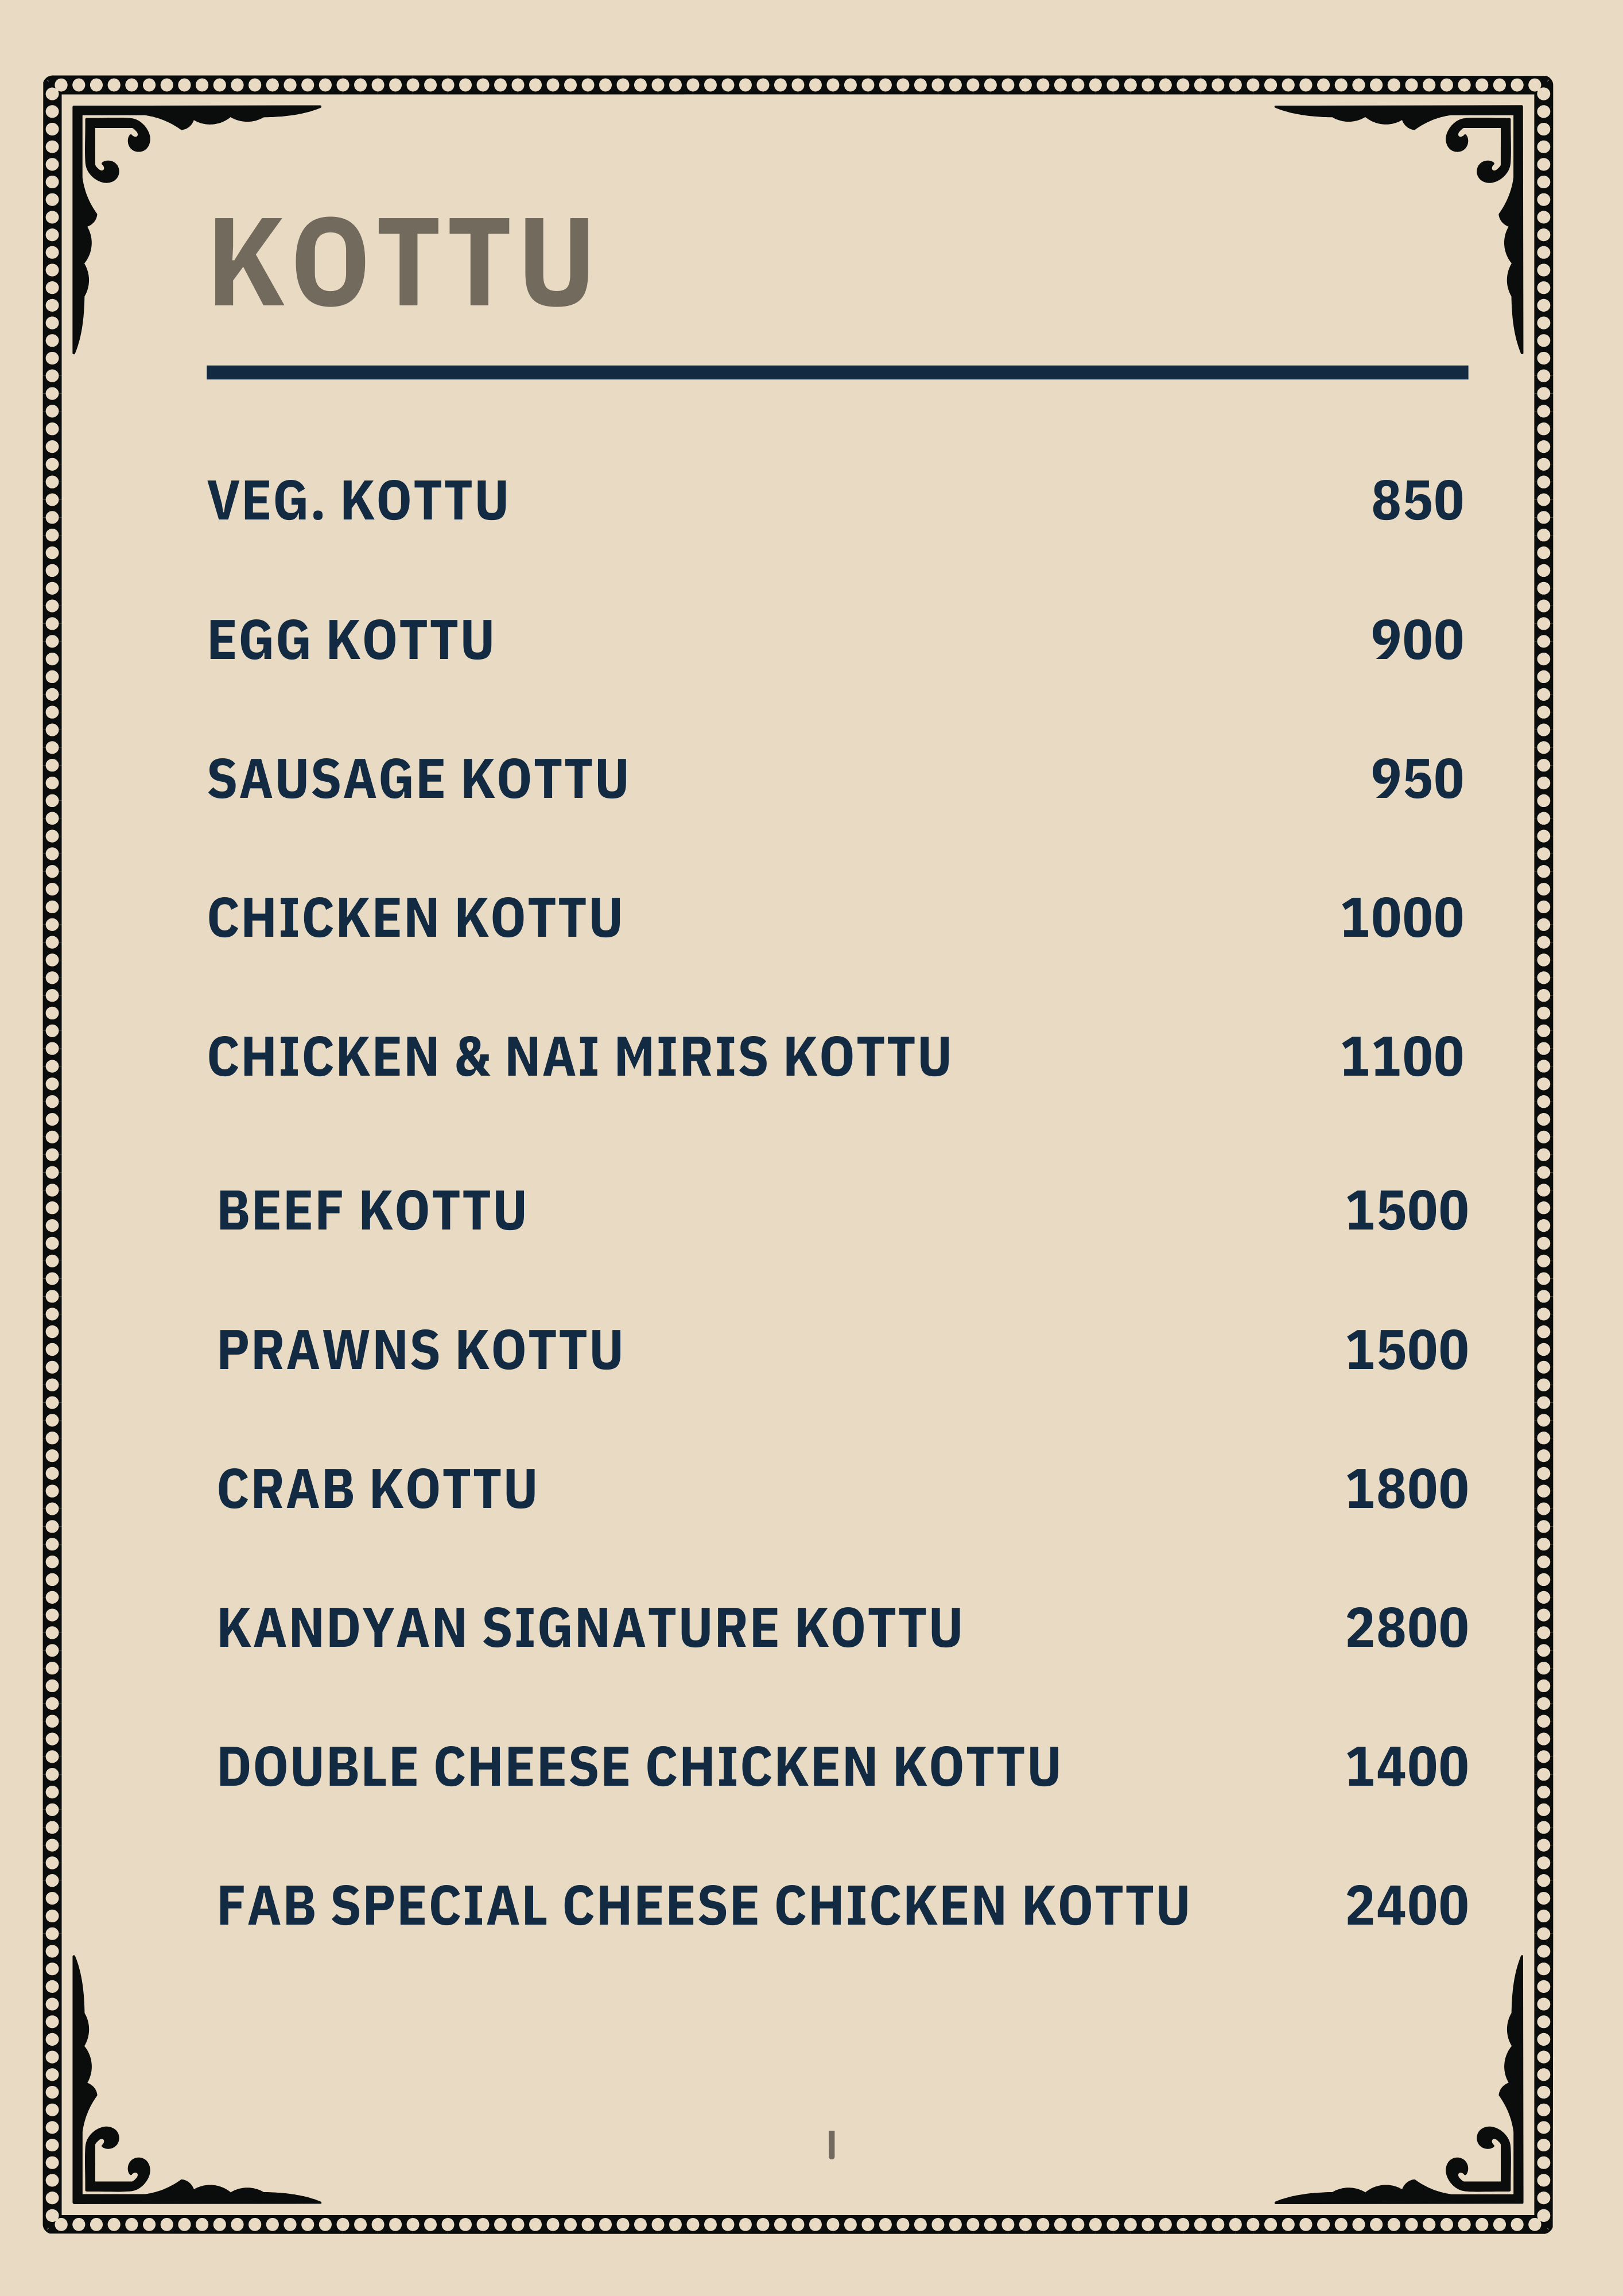 KOTTU
VEG. KOTTU 850
EGG KOTTU 900
SAUSAGE KOTTU 950
CHICKEN KOTTU 1000
CHICKEN & NAI MIRIS KOTTU 1100
BEEF KOTTU 1500
PRAWNS KOTTU 1500
CRAB KOTTU 1800
KANDYAN SIGNATURE KOTTU 2800
DOUBLE CHEESE CHICKEN KOTTU 1400
FAB SPECIAL CHEESE CHICKEN KOTTU 2400